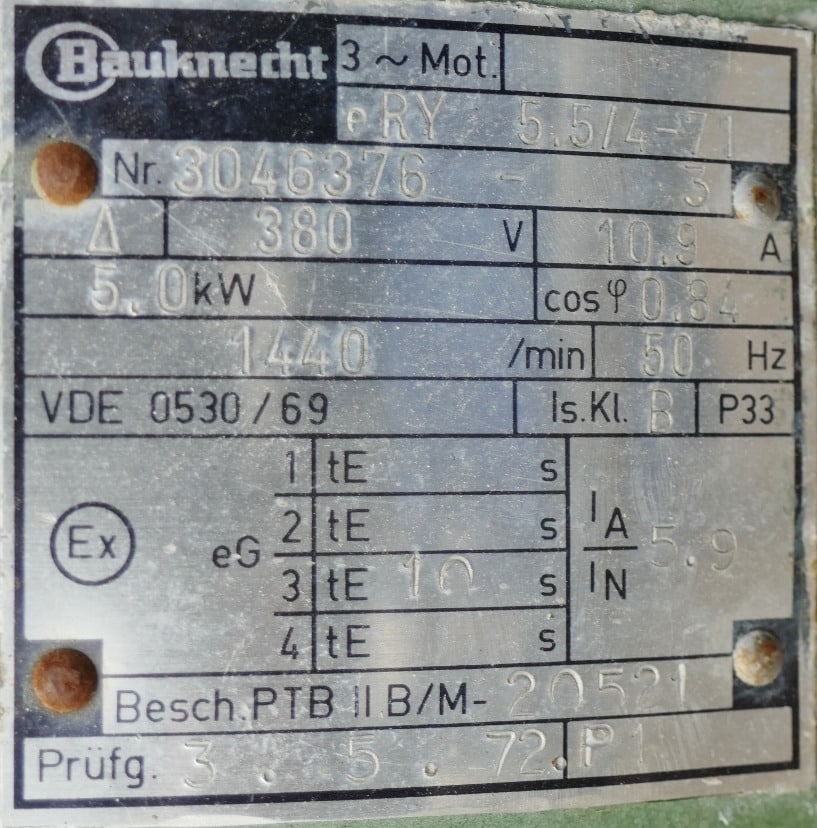 Bauknecht 3 ~ Mot.
eRY 5.5/4-71
Nr. 3046376 - 3
Δ 380 V 10.9 A
5.0 kW cosφ 0.84
1440 /min 50 Hz
VDE 0530/69 Is.Kl. B P33
1 tE s
2 tE s
Ex eG IA/IN 5.9
3 tE 10. s
4 tE s
Besch.PTB II B/M- 20521
Prüfg. 3 . 5 . 72. P1